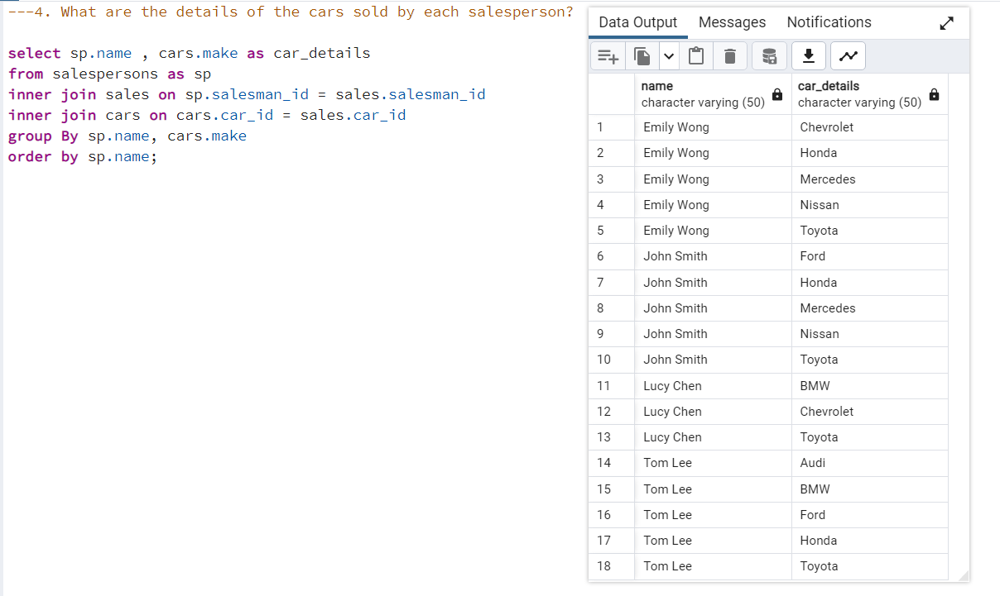 ---4. What are the details of the cars sold by each salesperson?
select sp.name , cars.make as car_details
from salespersons as sp
inner join sales on sp.salesman_id = sales.salesman_id
inner join cars on cars.car_id = sales.car_id
group By sp.name, cars.make
order by sp.name;
Data Output Messages Notifications
name car_details
character varying (50) character varying (50)
1 Emily Wong Chevrolet
2 Emily Wong Honda
3 Emily Wong Mercedes
4 Emily Wong Nissan
5 Emily Wong Toyota
6 John Smith Ford
7 John Smith Honda
8 John Smith Mercedes
9 John Smith Nissan
10 John Smith Toyota
11 Lucy Chen BMW
12 Lucy Chen Chevrolet
13 Lucy Chen Toyota
14 Tom Lee Audi
15 Tom Lee BMW
16 Tom Lee Ford
17 Tom Lee Honda
18 Tom Lee Toyota